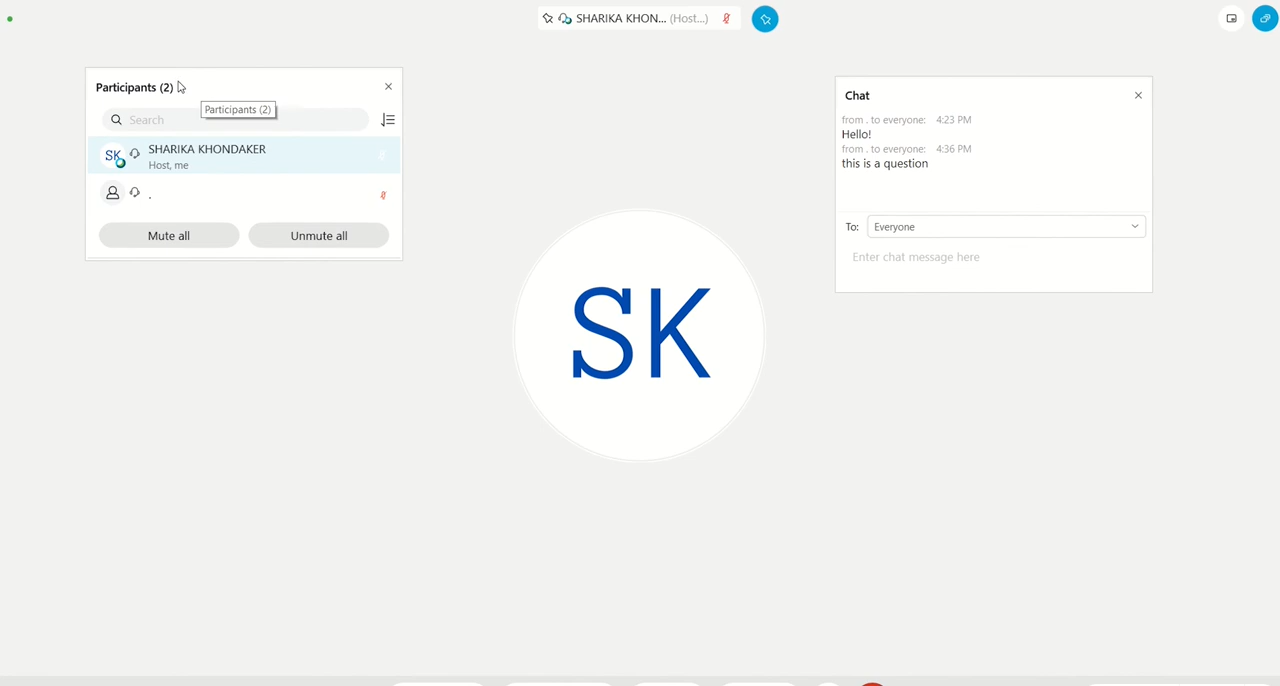 SHARIKA KHON... (Host...)
Participants (2)
Participants (2)
Search
SK
SHARIKA KHONDAKER
Host, me
.
Mute all
Unmute all
Chat
from . to everyone: 4:23 PM
Hello!
from . to everyone: 4:36 PM
this is a question
To:
Everyone
Enter chat message here
SK